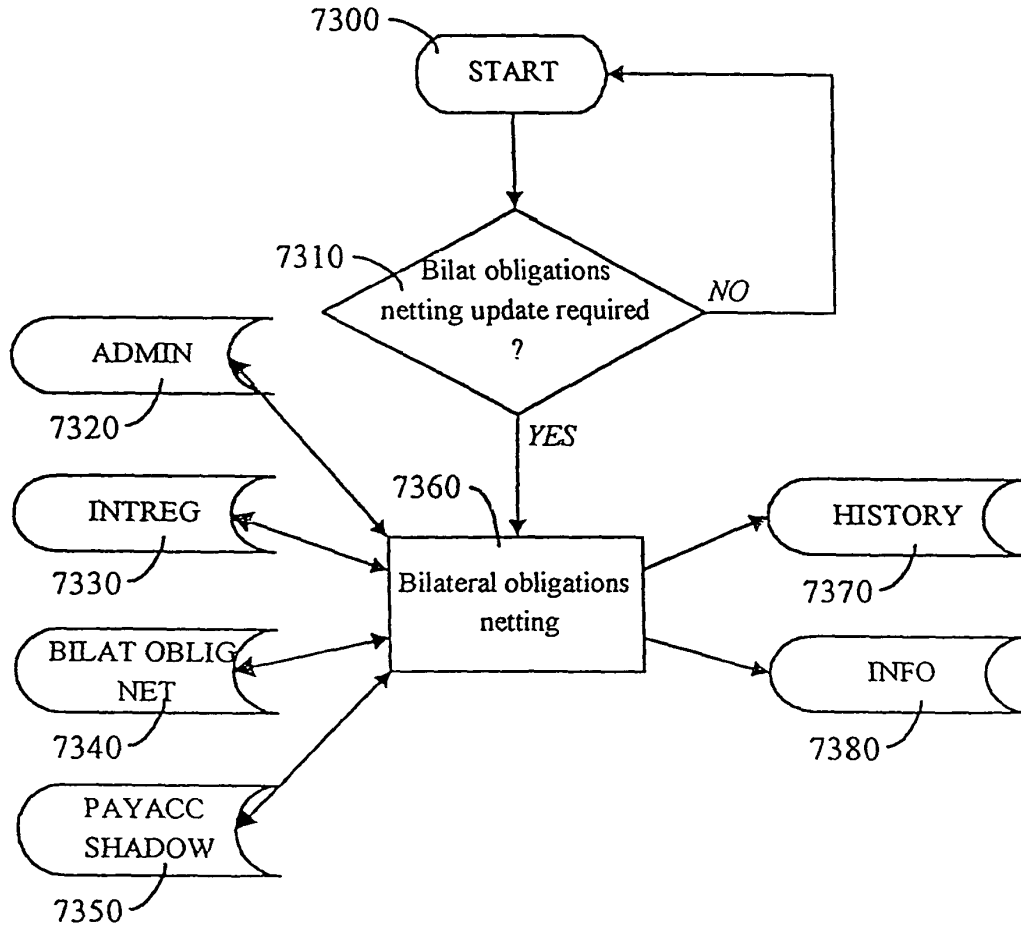 7300
START
7310
Bilat obligations
netting update required
?
NO
YES
ADMIN
7320
INTREG
7330
BILAT OBLIG
NET
7340
PAYACC
SHADOW
7350
7360
Bilateral obligations
netting
HISTORY
7370
INFO
7380